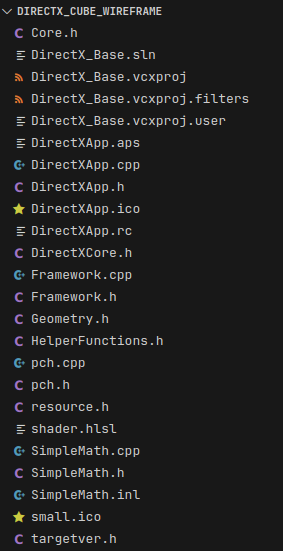 DIRECTX_CUBE_WIREFRAME
C Core.h
DirectX_Base.sln
DirectX_Base.vcxproj
DirectX_Base.vcxproj.filters
DirectX_Base.vcxproj.user
DirectXApp.aps
C+ DirectXApp.cpp
C DirectXApp.h
DirectXApp.ico
DirectXApp.rc
C DirectXCore.h
C+ Framework.cpp
C Framework.h
C Geometry.h
C HelperFunctions.h
C+ pch.cpp
C pch.h
C resource.h
shader.hlsl
C+ SimpleMath.cpp
C SimpleMath.h
C+ SimpleMath.inl
small.ico
C targetver.h